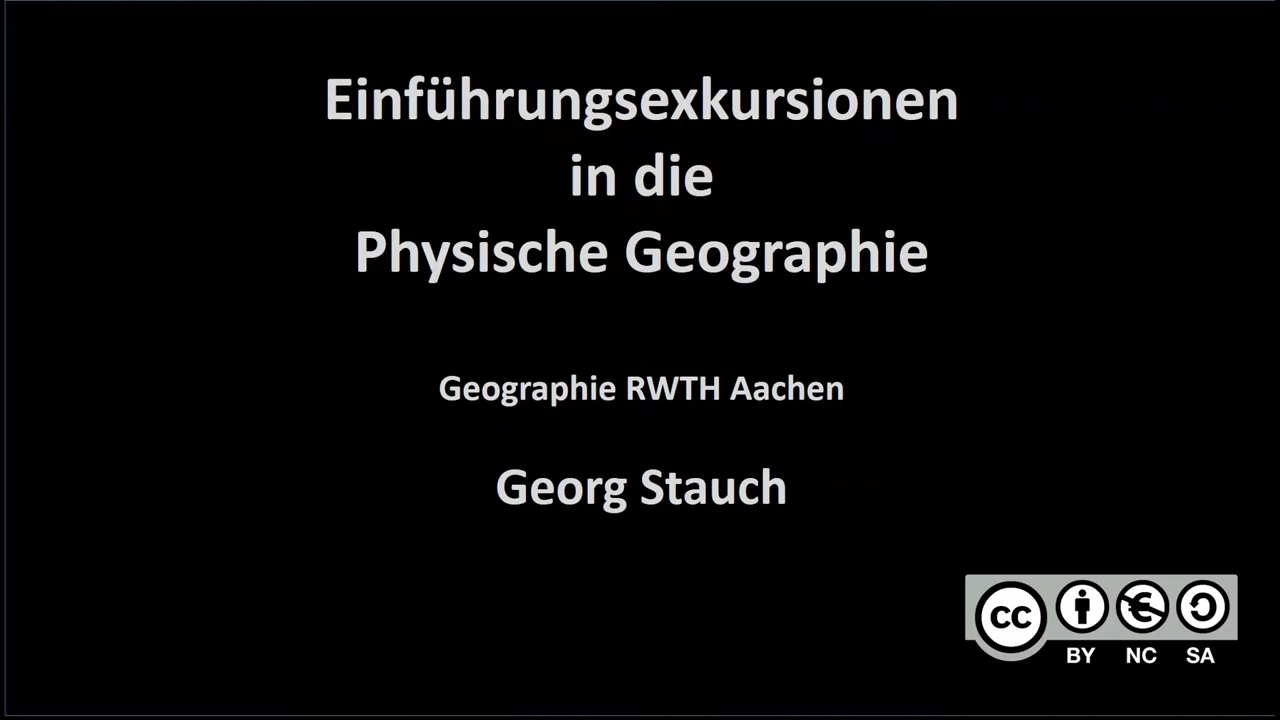 Einführungsexkursionen
in die
Physische Geographie
Geographie RWTH Aachen
Georg Stauch
cc
BY NC SA